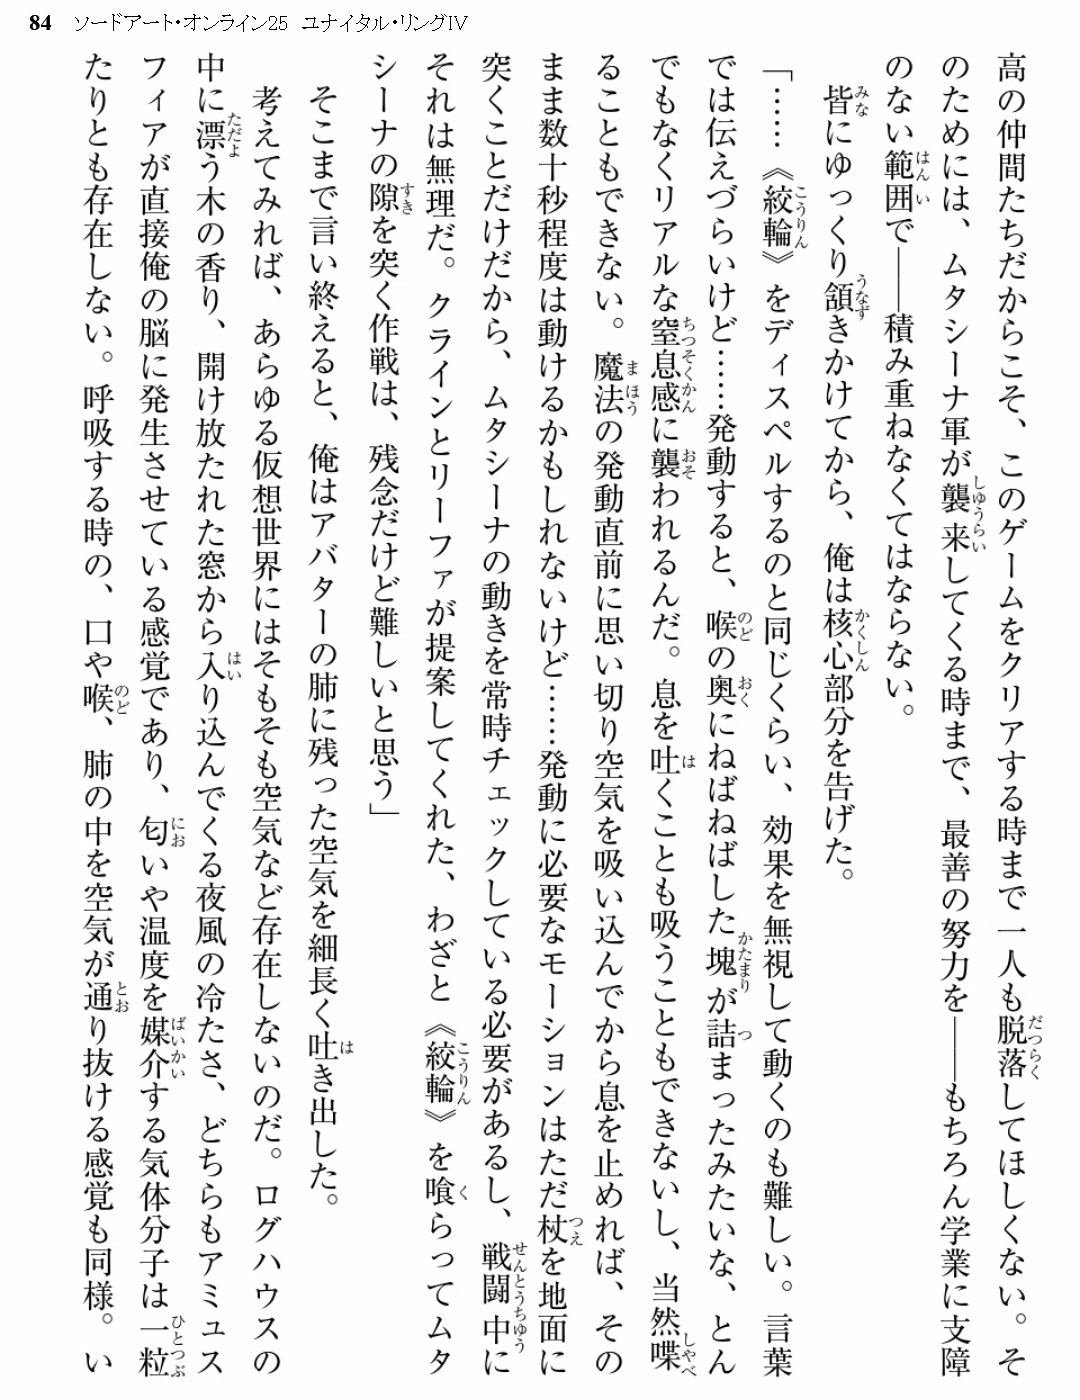 84 ソードアート・オンライン25 ユナイタル・リングⅣ
高の仲間たちだからこそ、このゲームをクリアする時まで一人も脱落してほしくない。そ
のためには、ムタシーナ軍が襲来してくる時まで、最善の努力を――もちろん学業に支障
のない範囲で――積み重ねなくてはならない。
皆にゆっくり頷きかけてから、俺は核心部分を告げた。
「……《絞輪》をディスペルするのと同じくらい、効果を無視して動くのも難しい。言葉
では伝えづらいけど……発動すると、喉の奥にねばねばした塊が詰まったみたいな、とん
でもなくリアルな窒息感に襲われるんだ。息を吐くことも吸うこともできないし、当然喋
ることもできない。魔法の発動直前に思い切り空気を吸い込んでから息を止めれば、その
まま数十秒程度は動けるかもしれないけど……発動に必要なモーションはただ杖を地面に
突くことだけだから、ムタシーナの動きを常時チェックしている必要があるし、戦闘中に
それは無理だ。クラインとリーファが提案してくれた、わざと《絞輪》を喰らってムタ
シーナの隙を突く作戦は、残念だけど難しいと思う」
そこまで言い終えると、俺はアバターの肺に残った空気を細長く吐き出した。
考えてみれば、あらゆる仮想世界にはそもそも空気など存在しないのだ。ログハウスの
中に漂う木の香り、開け放たれた窓から入り込んでくる夜風の冷たさ、どちらもアミュス
フィアが直接俺の脳に発生させている感覚であり、匂いや温度を媒介する気体分子は一粒
たりとも存在しない。呼吸する時の、口や喉、肺の中を空気が通り抜ける感覚も同様。い